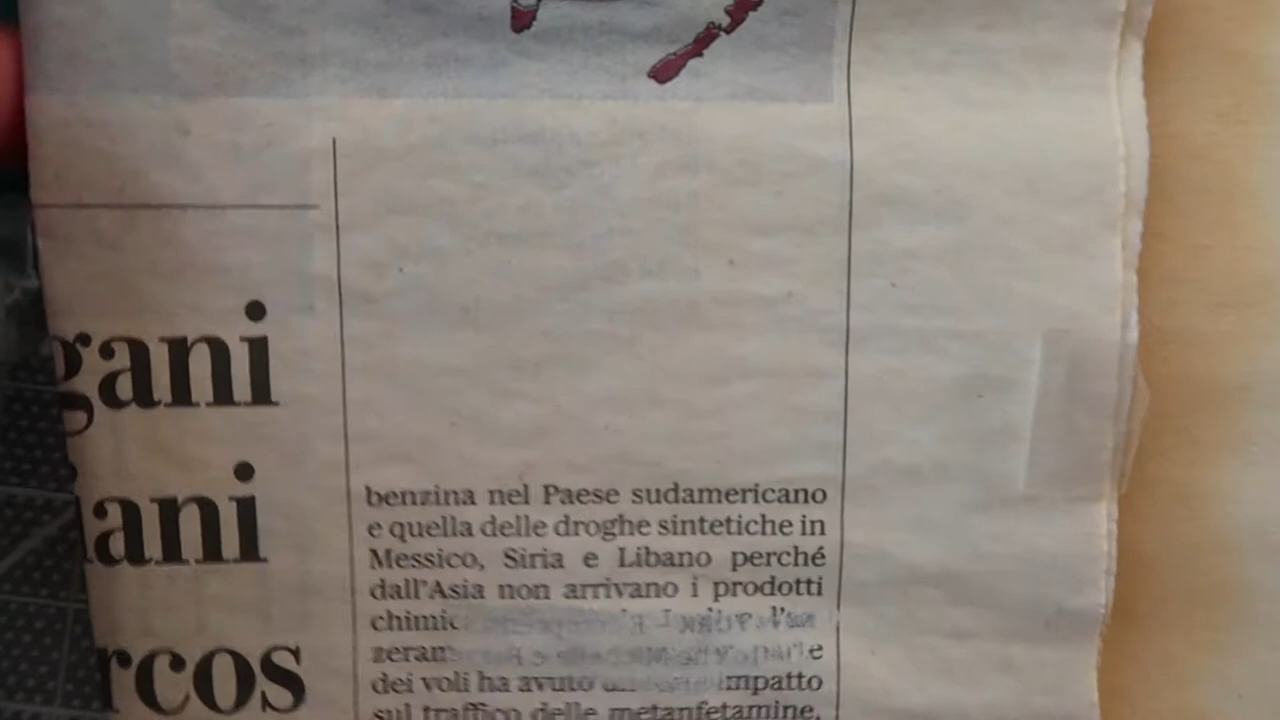 gani
ani
rcos
benzina nel Paese sudamericano
e quella delle droghe sintetiche in
Messico, Siria e Libano perché
dall'Asia non arrivano i prodotti
chimic
zeram
dei voli ha avuto impatto
sul traffico delle metanfetamine,